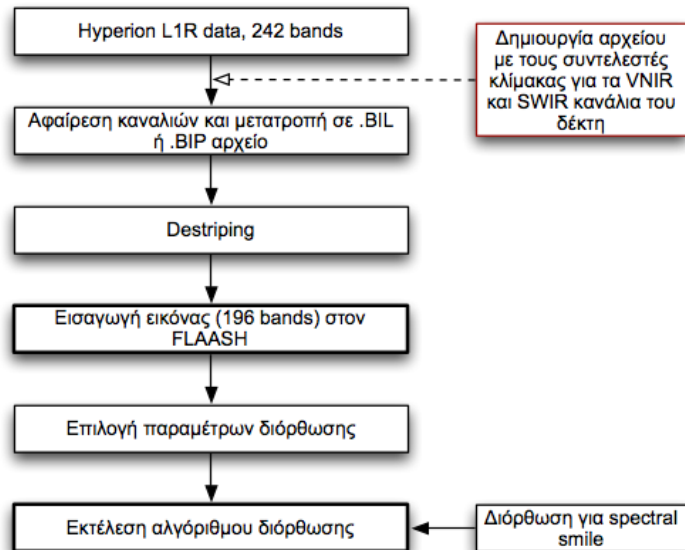 Hyperion L1R data, 242 bands
Δημιουργία αρχείου
με τους συντελεστές
κλίμακας για τα VNIR
και SWIR κανάλια του
δέκτη
Αφαίρεση καναλιών και μετατροπή σε .BIL
ή .BIP αρχείο
Destriping
Εισαγωγή εικόνας (196 bands) στον
FLAASH
Επιλογή παραμέτρων διόρθωσης
Εκτέλεση αλγόριθμου διόρθωσης
Διόρθωση για spectral
smile